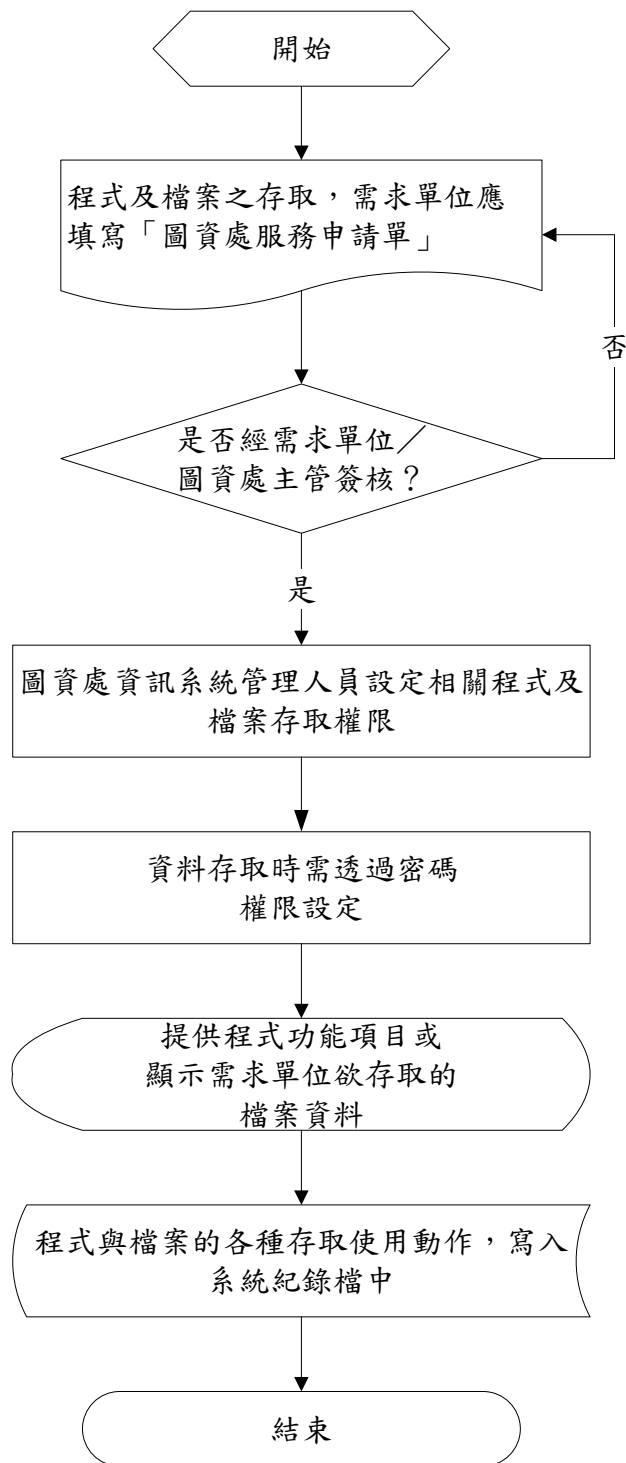 開始
程式及檔案之存取，需求單位應
填寫「圖資處服務申請單」
否
是否經需求單位／
圖資處主管簽核？
是
圖資處資訊系統管理人員設定相關程式及
檔案存取權限
資料存取時需透過密碼
權限設定
提供程式功能項目或
顯示需求單位欲存取的
檔案資料
程式與檔案的各種存取使用動作，寫入
系統紀錄檔中
結束